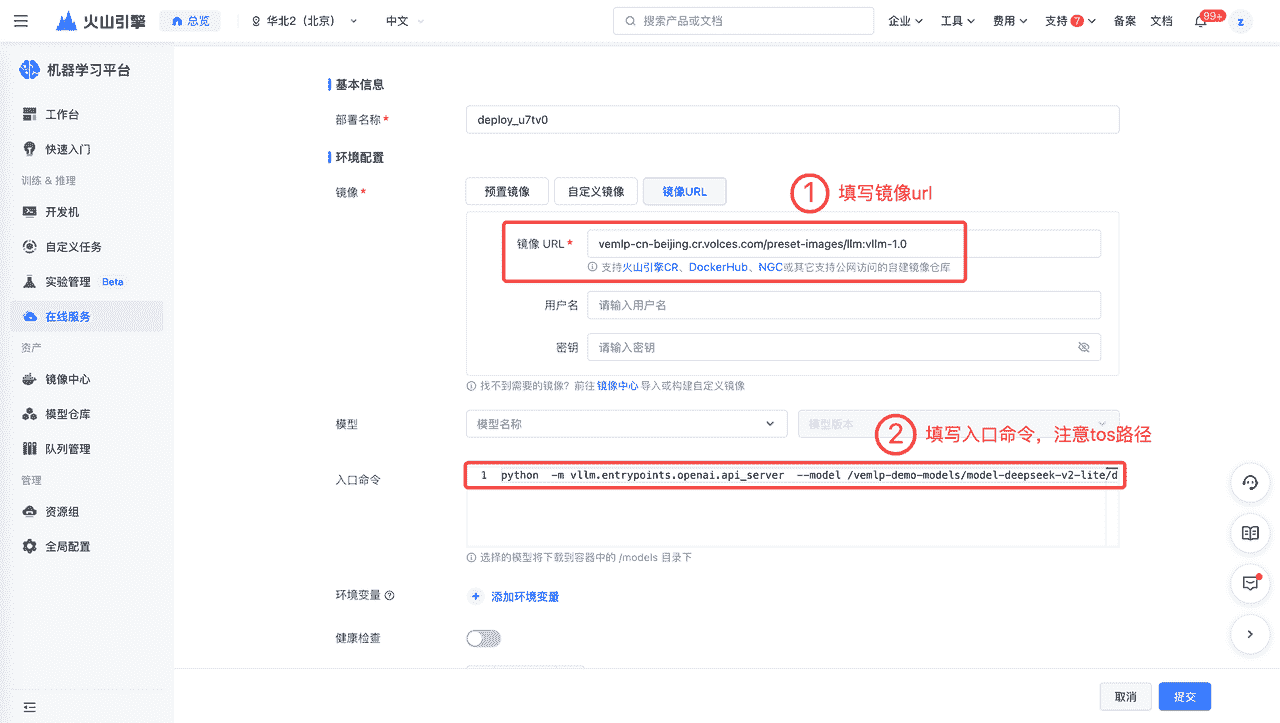 火山引擎 总览 华北2（北京） 中文 搜索产品或文档 企业 工具 费用 支持 7 备案 文档 99+ z
机器学习平台
工作台
快速入门
训练 & 推理
开发机
自定义任务
实验管理 Beta
在线服务
资产
镜像中心
模型仓库
队列管理
管理
资源组
全局配置
基本信息
部署名称* deploy_u7tv0
环境配置
镜像* 预置镜像 自定义镜像 镜像URL
1 填写镜像url
镜像 URL* vemlp-cn-beijing.cr.volces.com/preset-images/llm:vllm-1.0
支持火山引擎CR、DockerHub、NGC或其它支持公网访问的自建镜像仓库
用户名 请输入用户名
密钥 请输入密钥
找不到需要的镜像？前往 镜像中心 导入或构建自定义镜像
模型 模型名称 模型版本
2 填写入口命令，注意tos路径
入口命令 1 python -m vllm.entrypoints.openai.api_server --model /vemlp-demo-models/model-deepseek-v2-lite/d
选择的模型将下载到容器中的 /models 目录下
环境变量 + 添加环境变量
健康检查
取消 提交